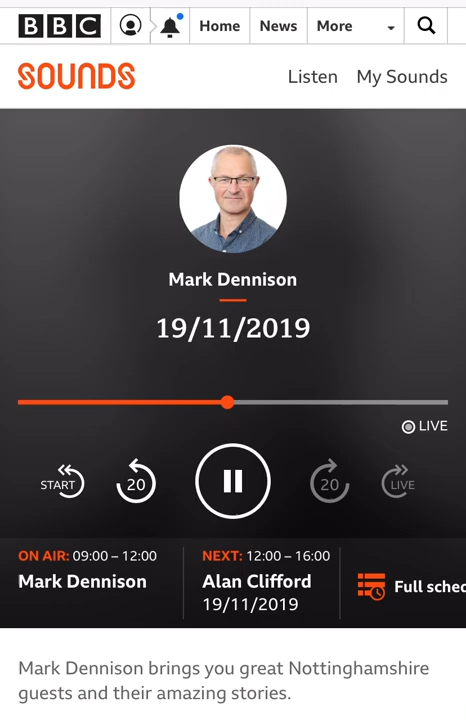 BBC Home News More
SOUNDS Listen My Sounds
Mark Dennison
19/11/2019
LIVE
START 20 20 LIVE
ON AIR: 09:00 – 12:00 NEXT: 12:00 – 16:00
Mark Dennison Alan Clifford Full sched
19/11/2019
Mark Dennison brings you great Nottinghamshire
guests and their amazing stories.